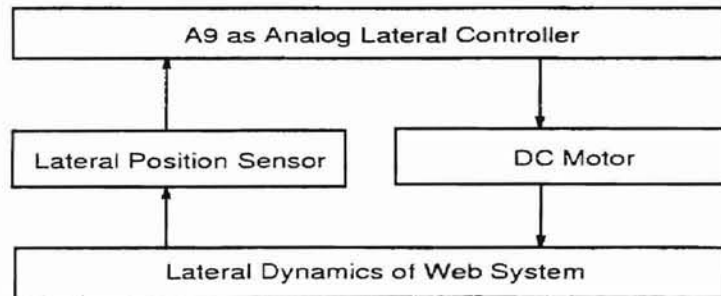 A9 as Analog Lateral Controller
Lateral Position Sensor
DC Motor
Lateral Dynamics of Web System